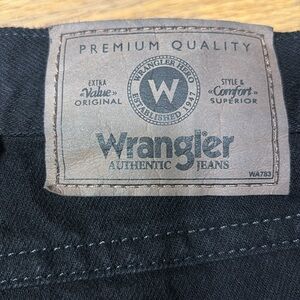 PREMIUM QUALITY
WRANGLER HERO
EXTRA
«Value»
ORIGINAL
W
STYLE &
«Comfort»
SUPERIOR
ESTABLISHED 1947
Wrangler
AUTHENTIC JEANS
WA783